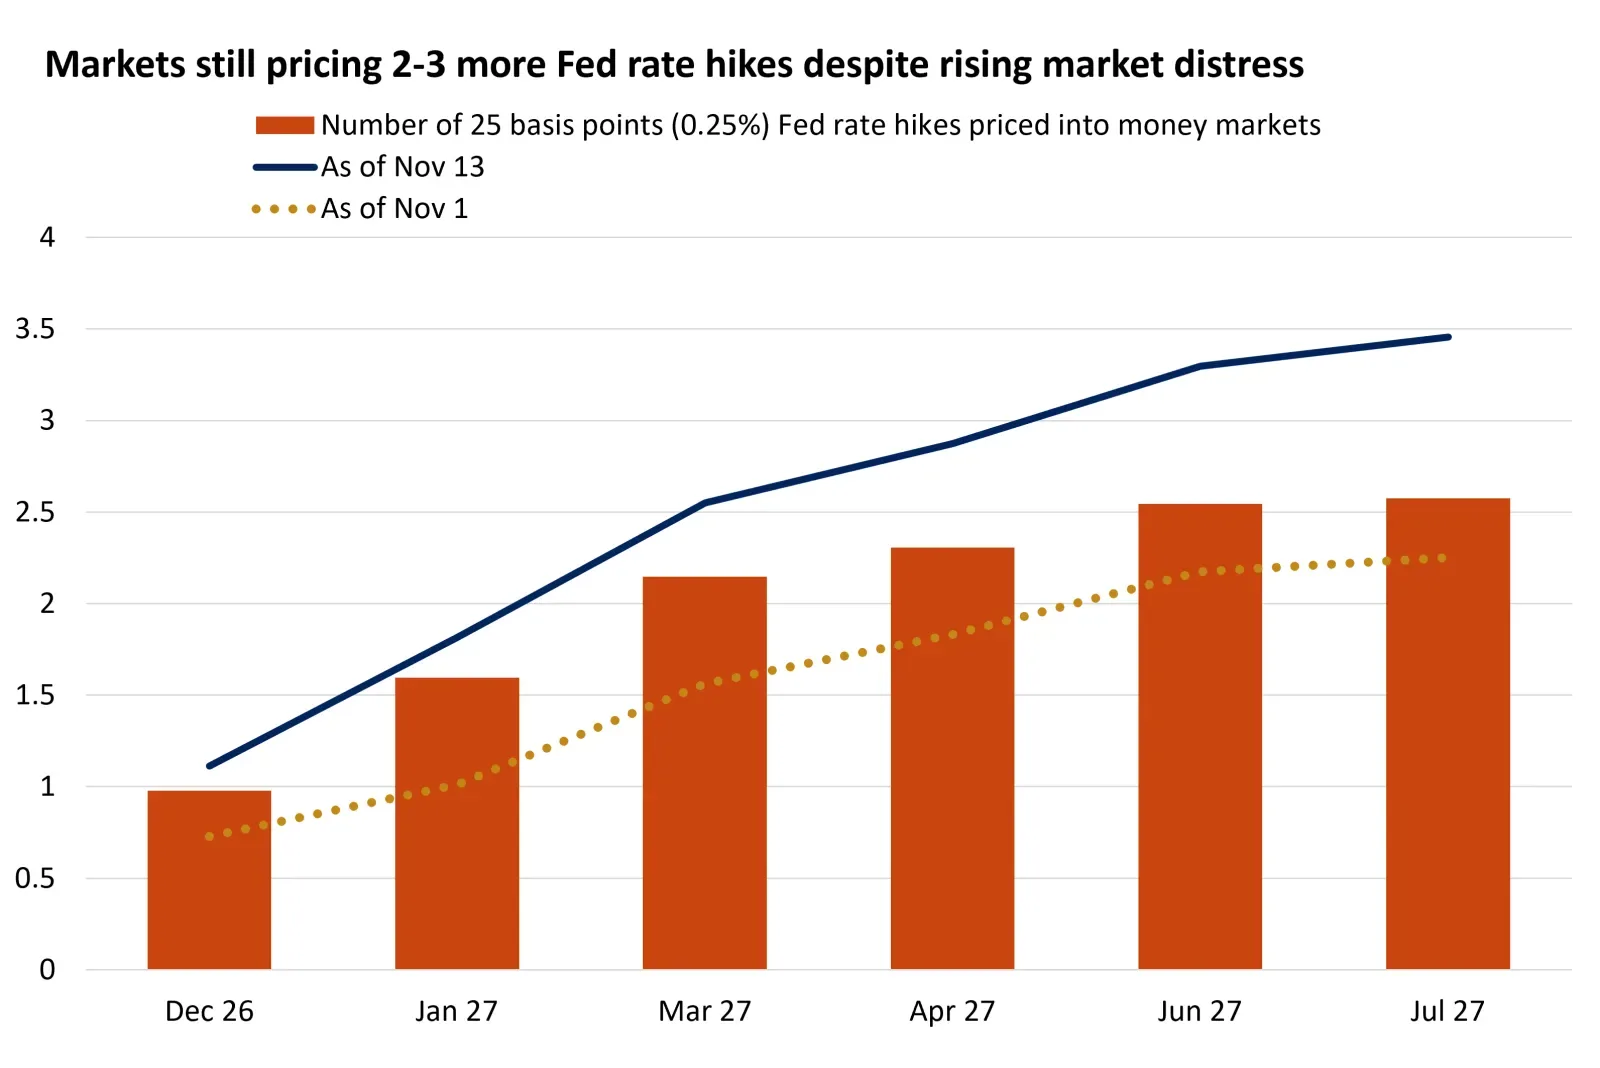 Markets still pricing 2-3 more Fed rate hikes despite rising market distress
Number of 25 basis points (0.25%) Fed rate hikes priced into money markets
As of Nov 13
As of Nov 1
4
3.5
3
2.5
2
1.5
1
0.5
0
Dec 26 Jan 27 Mar 27 Apr 27 Jun 27 Jul 27